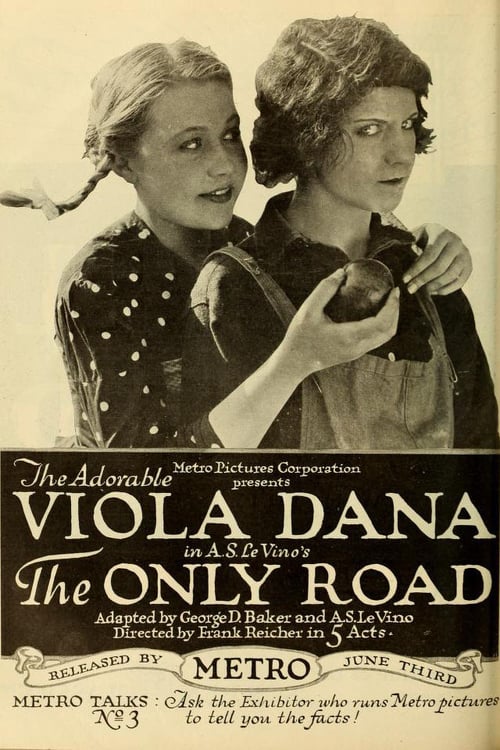 The Adorable
Metro Pictures Corporation
presents
VIOLA DANA
in A.S. Le Vino's
The ONLY ROAD
Adapted by George D. Baker and A.S. Le Vino
Directed by Frank Reicher in 5 Acts.
RELEASED BY METRO JUNE THIRD
METRO TALKS: Ask the Exhibitor who runs Metro pictures
No 3 to tell you the facts!